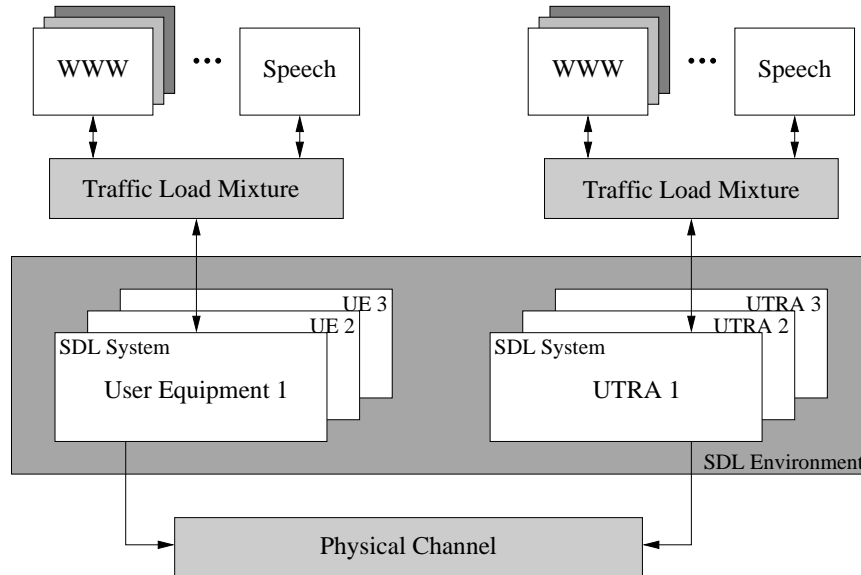 WWW
•••
Speech
WWW
•••
Speech
Traffic Load Mixture
Traffic Load Mixture
UE 3
UE 2
SDL System
User Equipment 1
UTRA 3
UTRA 2
SDL System
UTRA 1
SDL Environment
Physical Channel